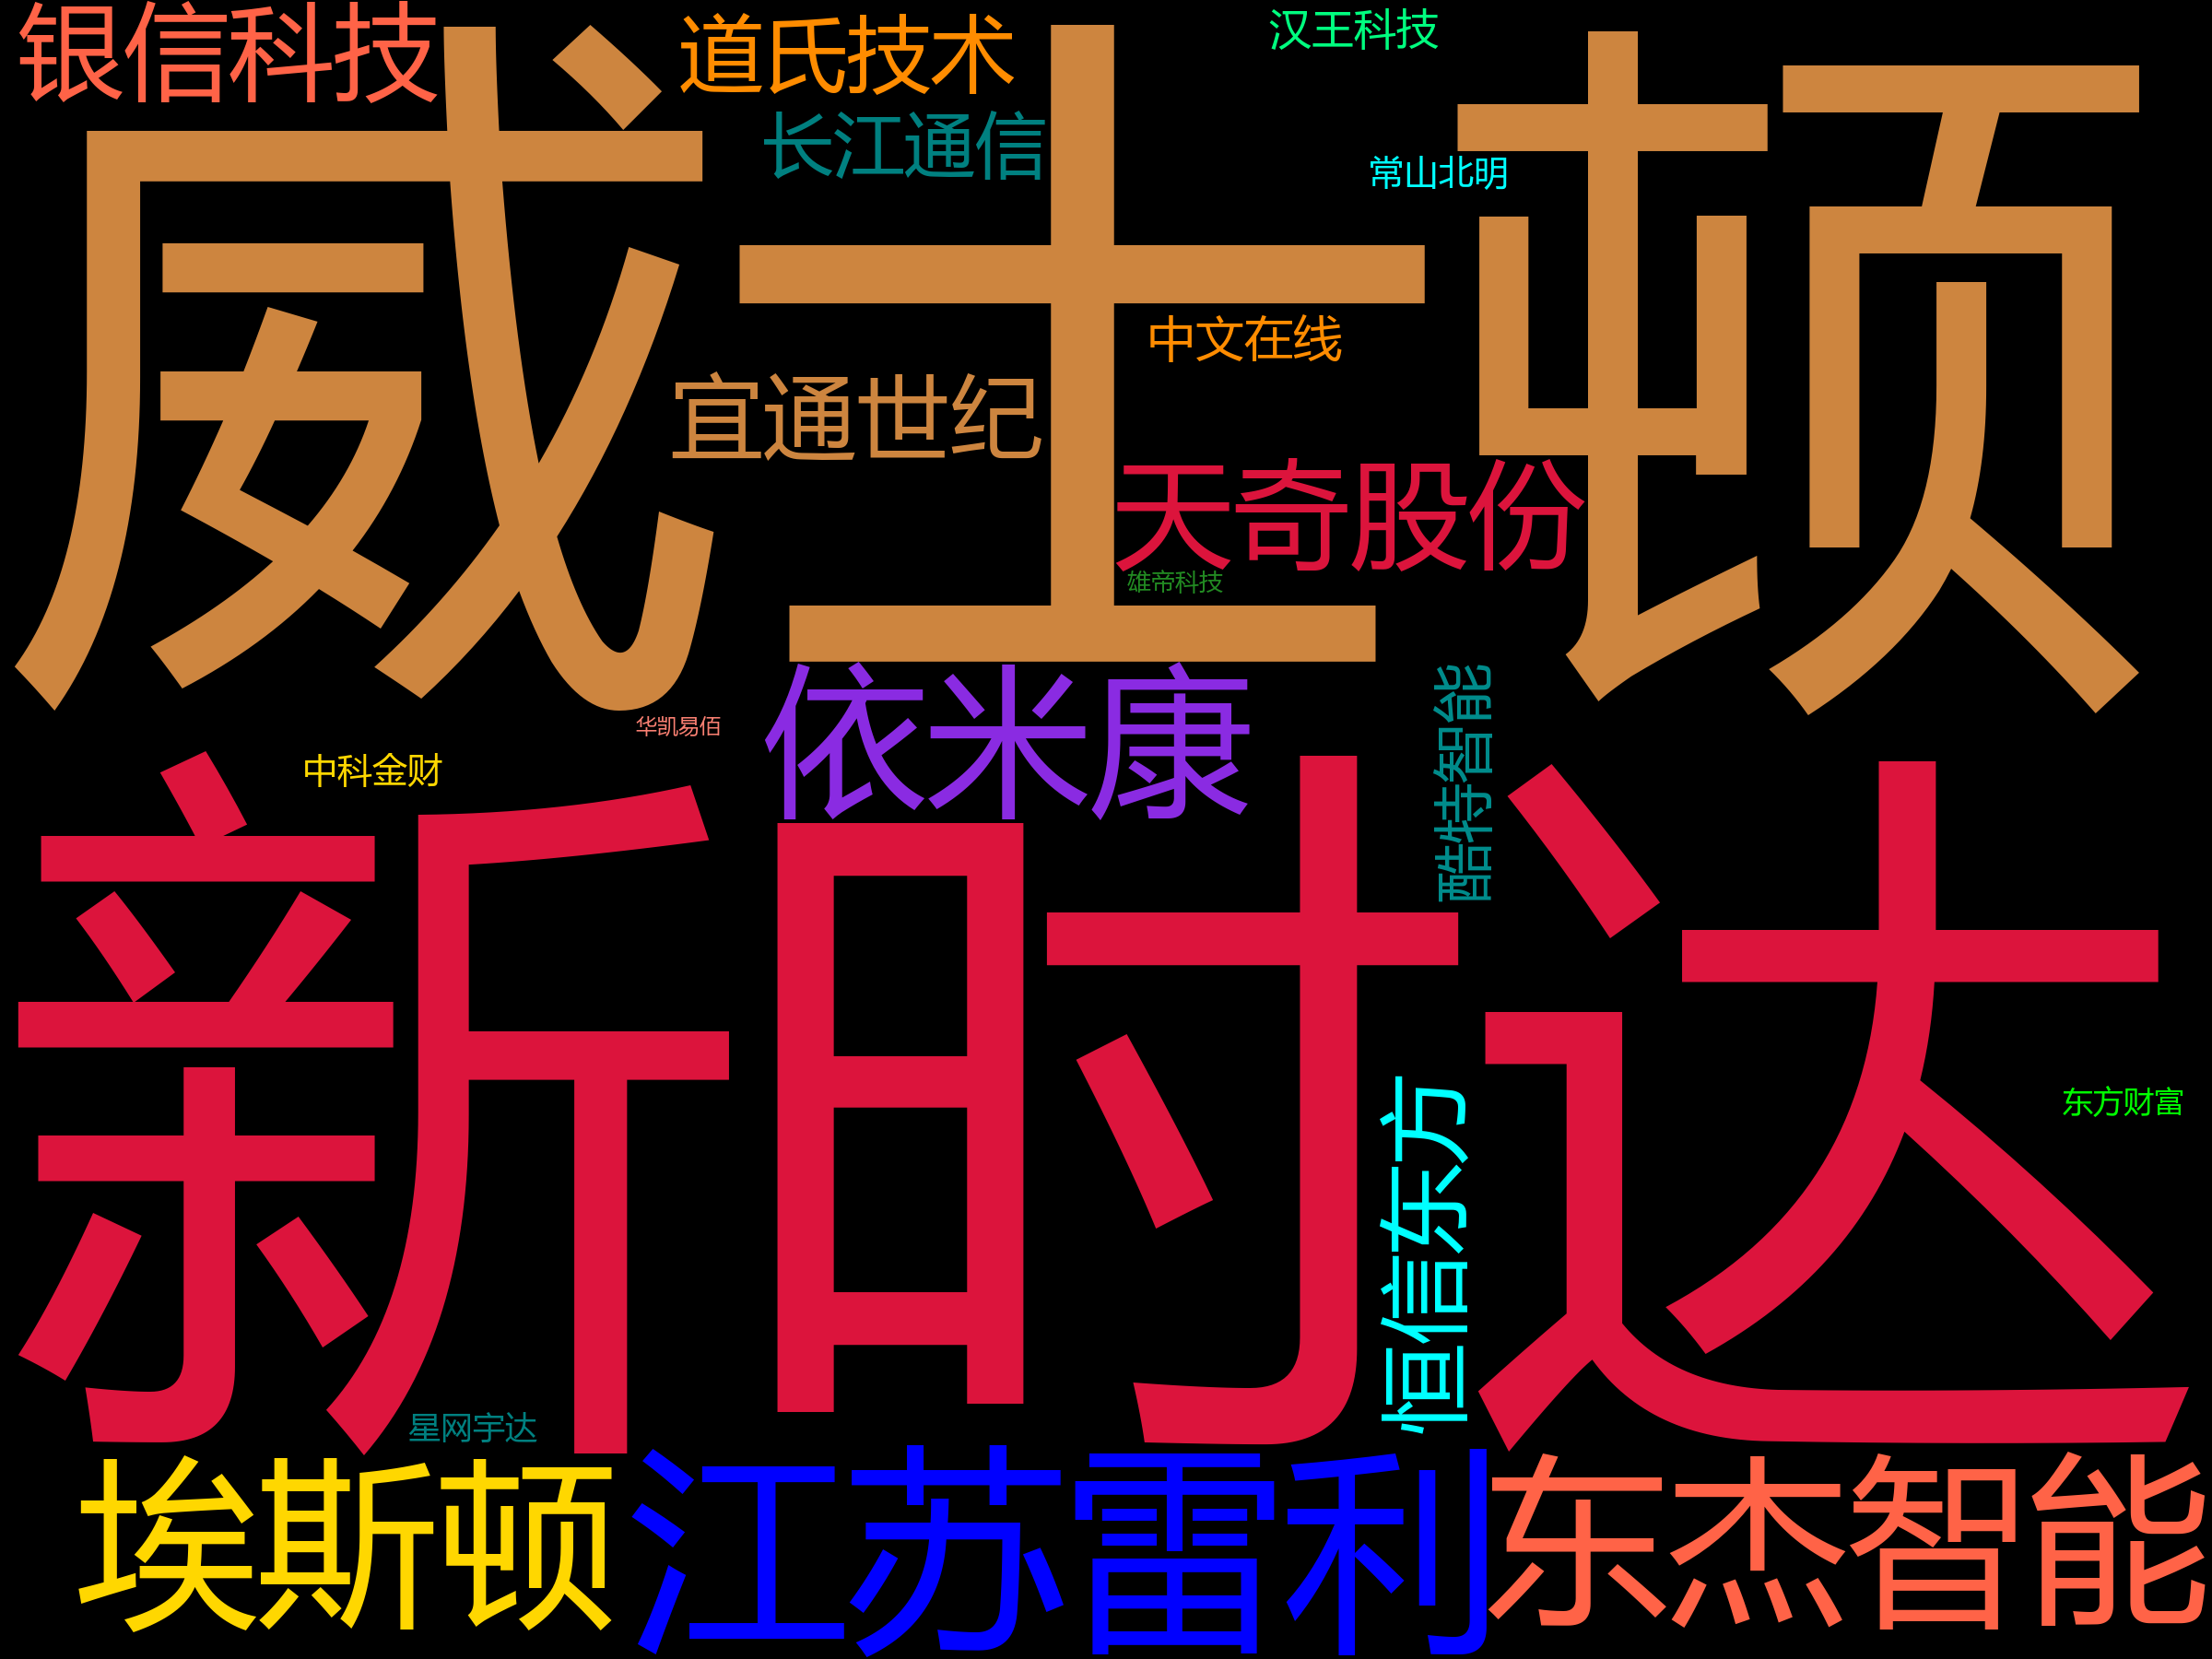 银信科技
道氏技术
汉王科技
长江通信
常山北明
威士顿
中文在线
宜通世纪
天奇股份
雄帝科技
依米康
华凯易佰
中科金财
酷特智能
新时达
东方财富
恒信东方
星网宇达
埃斯顿
江苏雷利
东杰智能